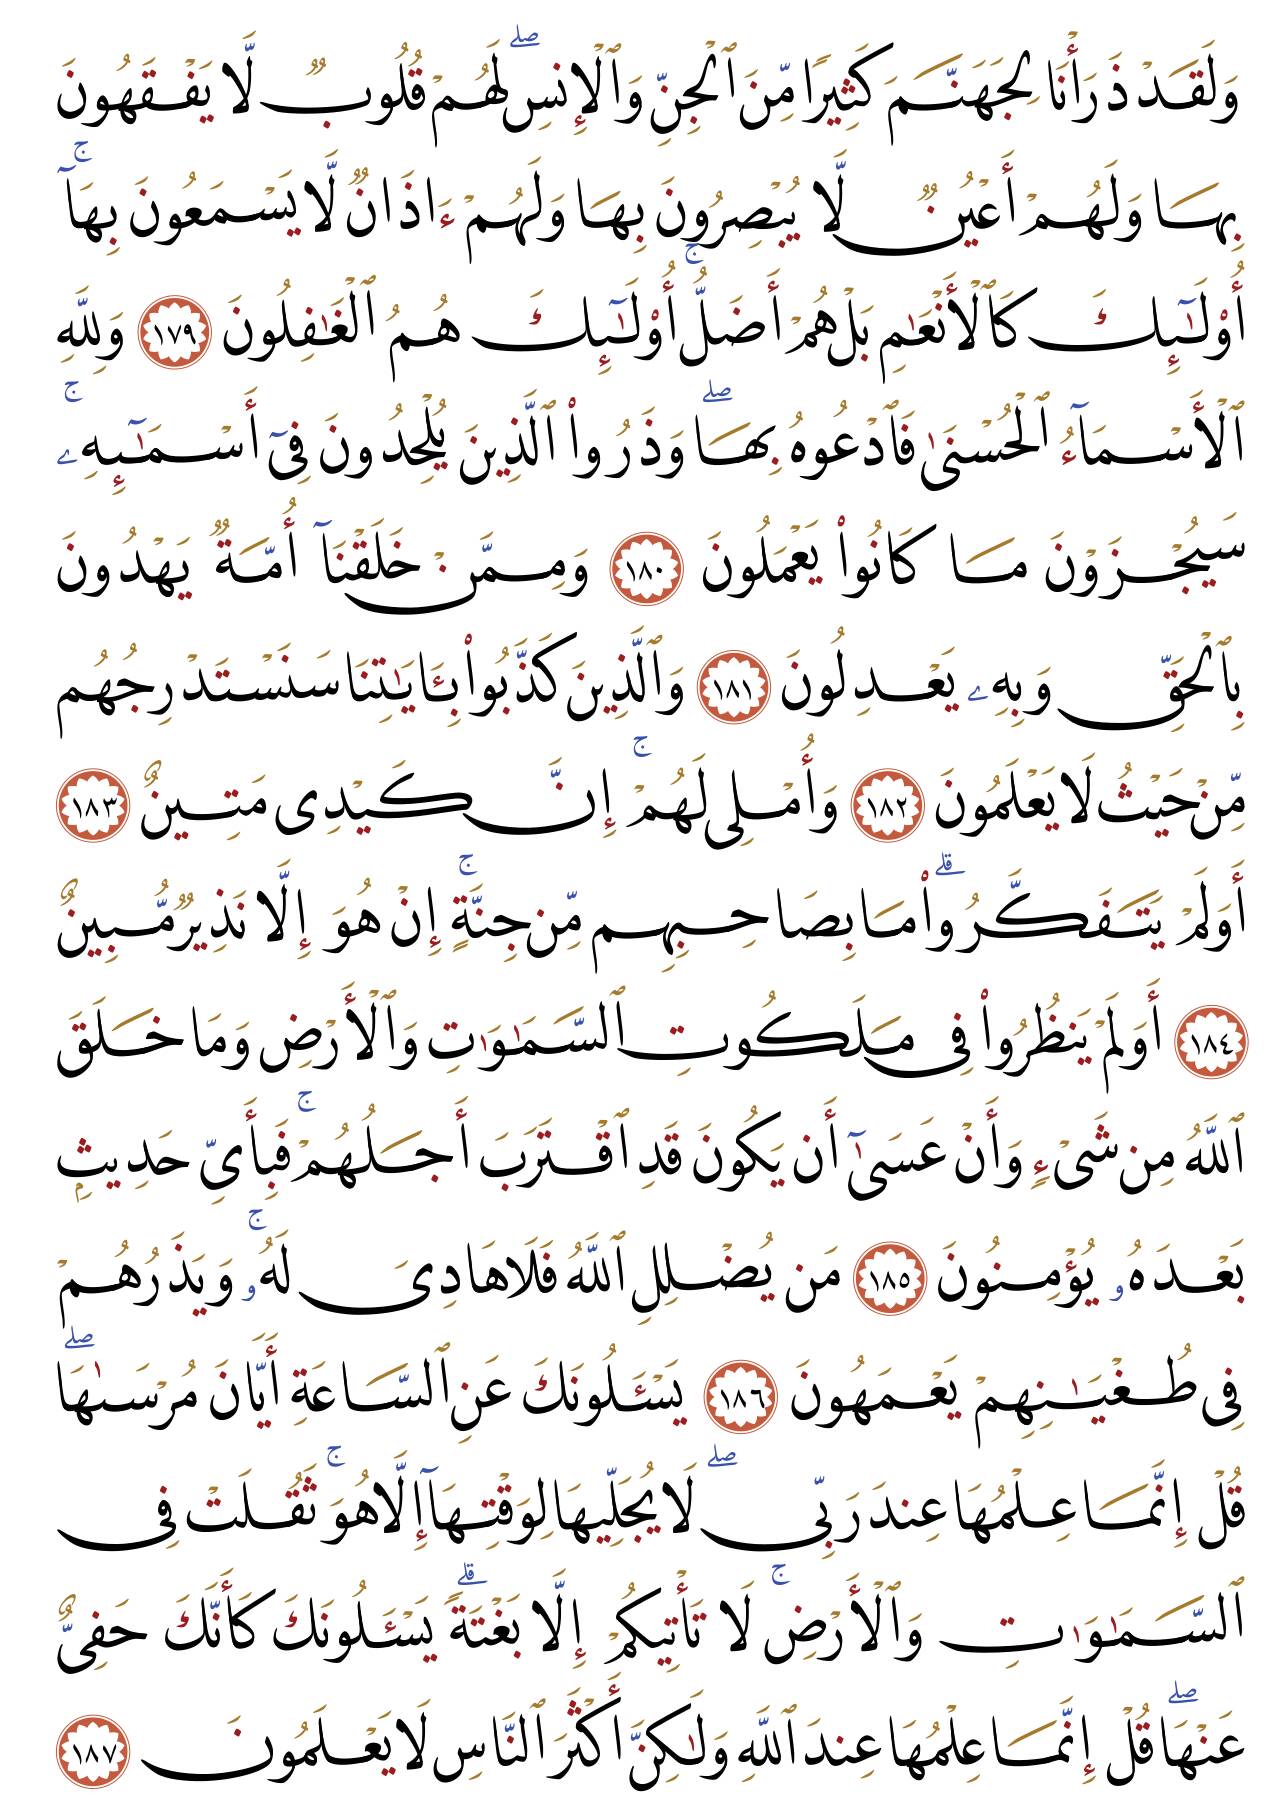 وَلَقَدْ ذَرَأْنَا لِجَهَنَّمَ كَثِيرًا مِّنَ ٱلْجِنِّ وَٱلْإِنسِ ۖ لَهُمْ قُلُوبٌ لَّا يَفْقَهُونَ
بِهَا وَلَهُمْ أَعْيُنٌ لَّا يُبْصِرُونَ بِهَا وَلَهُمْ ءَاذَانٌ لَّا يَسْمَعُونَ بِهَآ ۚ
أُو۟لَـٰٓئِكَ كَٱلْأَنْعَـٰمِ بَلْ هُمْ أَضَلُّ ۚ أُو۟لَـٰٓئِكَ هُمُ ٱلْغَـٰفِلُونَ ١٧٩ وَلِلَّهِ
ٱلْأَسْمَآءُ ٱلْحُسْنَىٰ فَٱدْعُوهُ بِهَا ۖ وَذَرُوا۟ ٱلَّذِينَ يُلْحِدُونَ فِىٓ أَسْمَـٰٓئِهِۦ ۚ
سَيُجْزَوْنَ مَا كَانُوا۟ يَعْمَلُونَ ١٨٠ وَمِمَّنْ خَلَقْنَآ أُمَّةٌ يَهْدُونَ
بِٱلْحَقِّ وَبِهِۦ يَعْدِلُونَ ١٨١ وَٱلَّذِينَ كَذَّبُوا۟ بِـَٔايَـٰتِنَا سَنَسْتَدْرِجُهُم
مِّنْ حَيْثُ لَا يَعْلَمُونَ ١٨٢ وَأُمْلِى لَهُمْ ۚ إِنَّ كَيْدِى مَتِينٌ ١٨٣
أَوَلَمْ يَتَفَكَّرُوا۟ ۗ مَا بِصَاحِبِهِم مِّن جِنَّةٍ ۚ إِنْ هُوَ إِلَّا نَذِيرٌ مُّبِينٌ
١٨٤ أَوَلَمْ يَنظُرُوا۟ فِى مَلَكُوتِ ٱلسَّمَـٰوَٰتِ وَٱلْأَرْضِ وَمَا خَلَقَ
ٱللَّهُ مِن شَىْءٍ وَأَنْ عَسَىٰٓ أَن يَكُونَ قَدِ ٱقْتَرَبَ أَجَلُهُمْ ۚ فَبِأَىِّ حَدِيثٍۭ
بَعْدَهُۥ يُؤْمِنُونَ ١٨٥ مَن يُضْلِلِ ٱللَّهُ فَلَا هَادِىَ لَهُۥ ۚ وَيَذَرُهُمْ
فِى طُغْيَـٰنِهِمْ يَعْمَهُونَ ١٨٦ يَسْـَٔلُونَكَ عَنِ ٱلسَّاعَةِ أَيَّانَ مُرْسَىٰهَا ۖ
قُلْ إِنَّمَا عِلْمُهَا عِندَ رَبِّى ۖ لَا يُجَلِّيهَا لِوَقْتِهَآ إِلَّا هُوَ ۚ ثَقُلَتْ فِى
ٱلسَّمَـٰوَٰتِ وَٱلْأَرْضِ ۚ لَا تَأْتِيكُمْ إِلَّا بَغْتَةً ۗ يَسْـَٔلُونَكَ كَأَنَّكَ حَفِىٌّ
عَنْهَا ۖ قُلْ إِنَّمَا عِلْمُهَا عِندَ ٱللَّهِ وَلَـٰكِنَّ أَكْثَرَ ٱلنَّاسِ لَا يَعْلَمُونَ ١٨٧